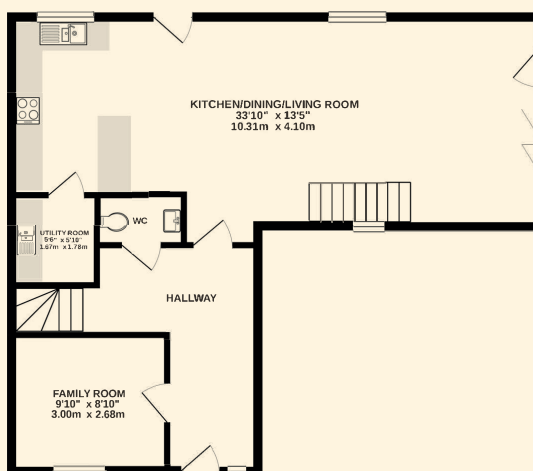 KITCHEN/DINING/LIVING ROOM
33'10" x 13'5"
10.31m x 4.10m
WC
UTILITY ROOM
5'6" x 5'10"
1.67m x 1.78m
HALLWAY
FAMILY ROOM
9'10" x 8'10"
3.00m x 2.68m